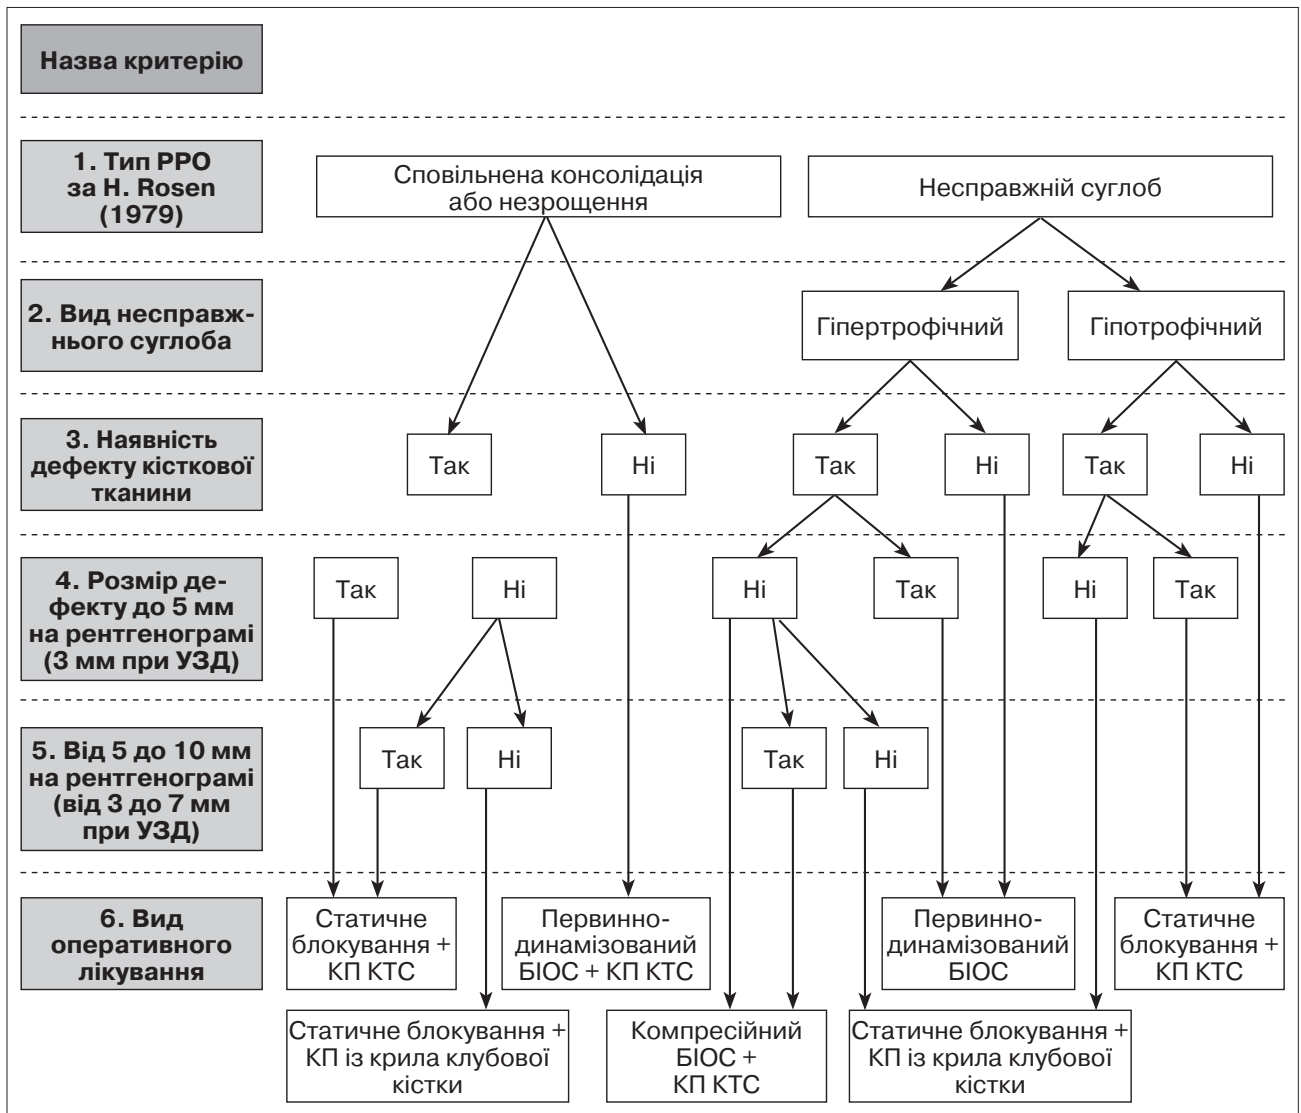 Назва критерію
1. Тип РРО
за H. Rosen
(1979)
Сповільнена консолідація
або незрощення
Несправжній суглоб
2. Вид несправж-
нього суглоба
Гіпертрофічний
Гіпотрофічний
3. Наявність
дефекту кісткової
тканини
Так
Ні
Так
Ні
Так
Ні
4. Розмір де-
фекту до 5 мм
на рентгенограмі
(3 мм при УЗД)
Так
Ні
Ні
Так
Ні
Так
5. Від 5 до 10 мм
на рентгенограмі
(від 3 до 7 мм
при УЗД)
Так
Ні
Так
Ні
6. Вид
оперативного
лікування
Статичне
блокування +
КП КТС
Первинно-
динамізований
БІОС + КП КТС
Первинно-
динамізований
БІОС
Статичне
блокування +
КП КТС
Статичне блокування +
КП із крила клубової
кістки
Компресійний
БІОС +
КП КТС
Статичне блокування +
КП із крила клубової
кістки